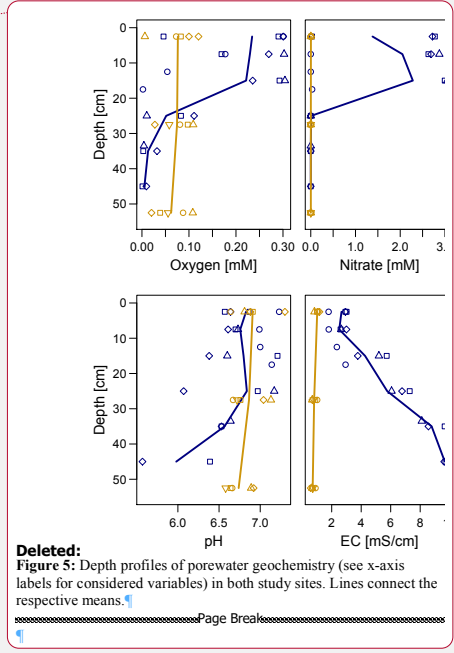 0
10
20
30
40
50
Depth [cm]
0.00 0.10 0.20 0.30
Oxygen [mM]
0.0 1.0 2.0 3.
Nitrate [mM]
0
10
20
30
40
50
Depth [cm]
6.0 6.5 7.0
pH
2 4 6 8
EC [mS/cm]
Deleted:
Figure 5: Depth profiles of porewater geochemistry (see x-axis
labels for considered variables) in both study sites. Lines connect the
respective means.¶
Page Break
¶